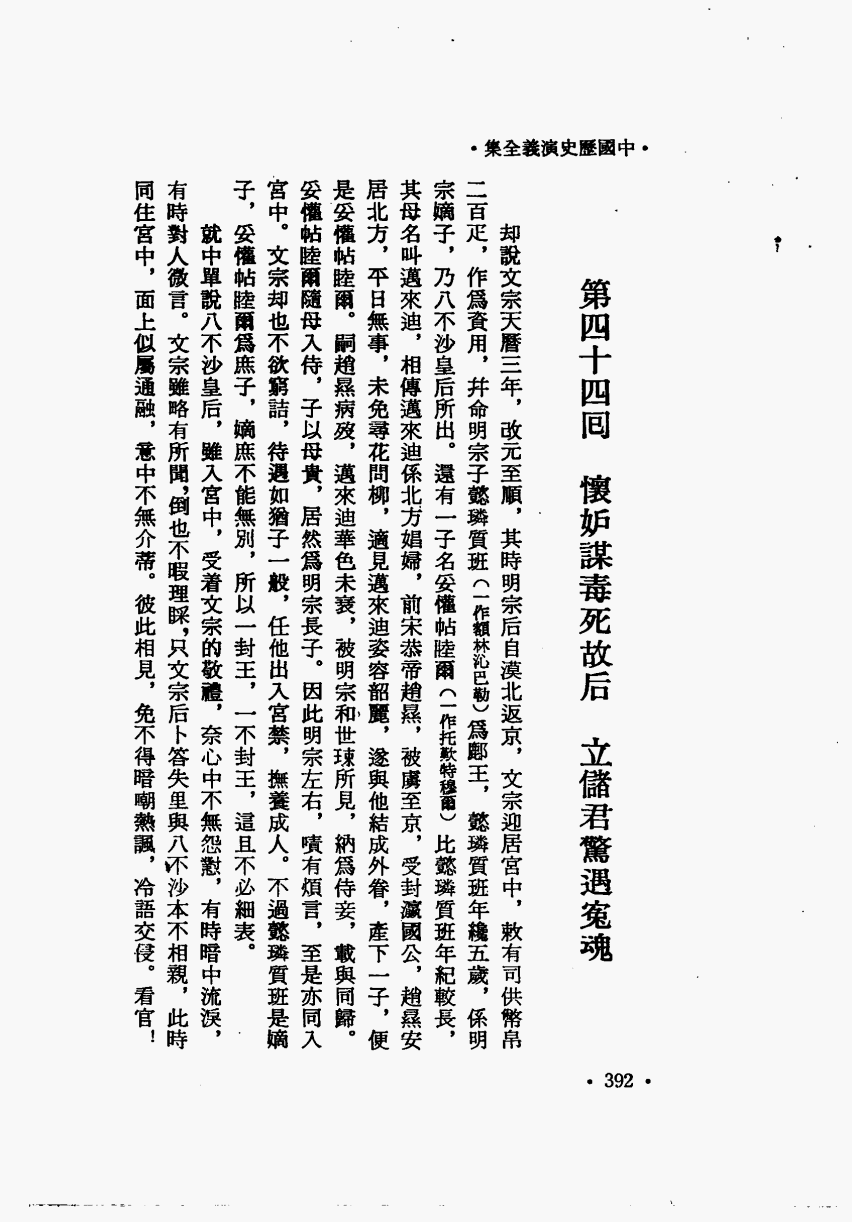 ·中國歷史演義全集·
第四十四回　懷妒謀毒死故后　立儲君驚遇寃魂
却說文宗天曆三年，改元至順，其時明宗后自漠北返京，文宗迎居宮中，敕有司供幣帛
二百疋，作爲資用，幷命明宗子懿璘質班（一作額林沁巴勒）爲鄜王，懿璘質班年纔五歲，係明
宗嫡子，乃八不沙皇后所出。還有一子名妥懽帖睦爾（一作托歡特穆爾）比懿璘質班年紀較長，
其母名叫邁來迪，相傳邁來迪係北方娼婦，前宋恭帝趙㬎，被虜至京，受封瀛國公，趙㬎安
居北方，平日無事，未免尋花問柳，適見邁來迪姿容韶麗，遂與他結成外眷，產下一子，便
是妥懽帖睦爾。嗣趙㬎病歿，邁來迪華色未衰，被明宗和世㻋所見，納爲侍妾，載與同歸。
妥懽帖睦爾隨母入侍，子以母貴，居然爲明宗長子。因此明宗左右，嘖有煩言，至是亦同入
宮中。文宗却也不欲窮詰，待遇如猶子一般，任他出入宮禁，撫養成人。不過懿璘質班是嫡
子，妥懽帖睦爾爲庶子，嫡庶不能無別，所以一封王，一不封王，這且不必細表。
就中單說八不沙皇后，雖入宮中，受着文宗的敬禮，奈心中不無怨懟，有時暗中流淚，
有時對人微言。文宗雖略有所聞，倒也不暇理睬，只文宗后卜答失里與八不沙本不相親，此時
同住宮中，面上似屬通融，意中不無介蒂。彼此相見，免不得暗嘲熱諷，冷語交侵。看官！
·392·